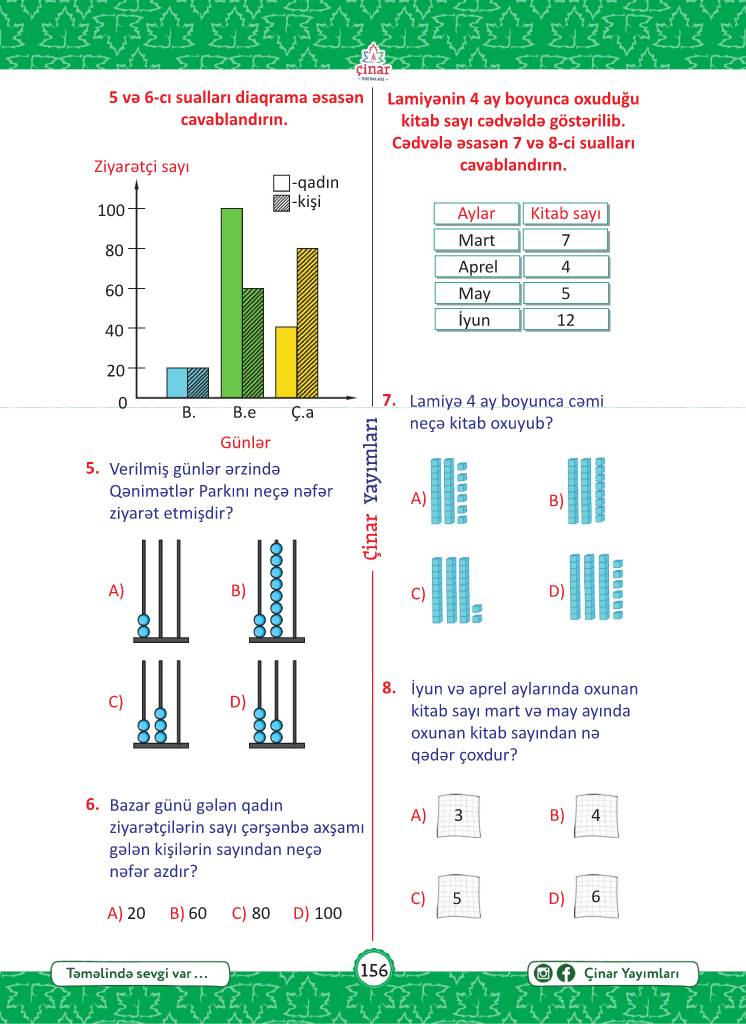 çinar
YAYIMLARI
5 və 6-cı sualları diaqrama əsasən
cavablandırın.
Ziyarətçi sayı
-qadın
-kişi
100
80
60
40
20
0
B.
B.e
Ç.a
Günlər
5. Verilmiş günlər ərzində
Qənimətlər Parkını neçə nəfər
ziyarət etmişdir?
A)
B)
C)
D)
6. Bazar günü gələn qadın
ziyarətçilərin sayı çərşənbə axşamı
gələn kişilərin sayından neçə
nəfər azdır?
A) 20 B) 60 C) 80 D) 100
Çinar Yayımları
Lamiyənin 4 ay boyunca oxuduğu
kitab sayı cədvəldə göstərilib.
Cədvələ əsasən 7 və 8-ci sualları
cavablandırın.
Aylar Kitab sayı
Mart 7
Aprel 4
May 5
İyun 12
7. Lamiyə 4 ay boyunca cəmi
neçə kitab oxuyub?
A)
B)
C)
D)
8. İyun və aprel aylarında oxunan
kitab sayı mart və may ayında
oxunan kitab sayından nə
qədər çoxdur?
A) 3
B) 4
C) 5
D) 6
Təməlində sevgi var ...
156
Çinar Yayımları